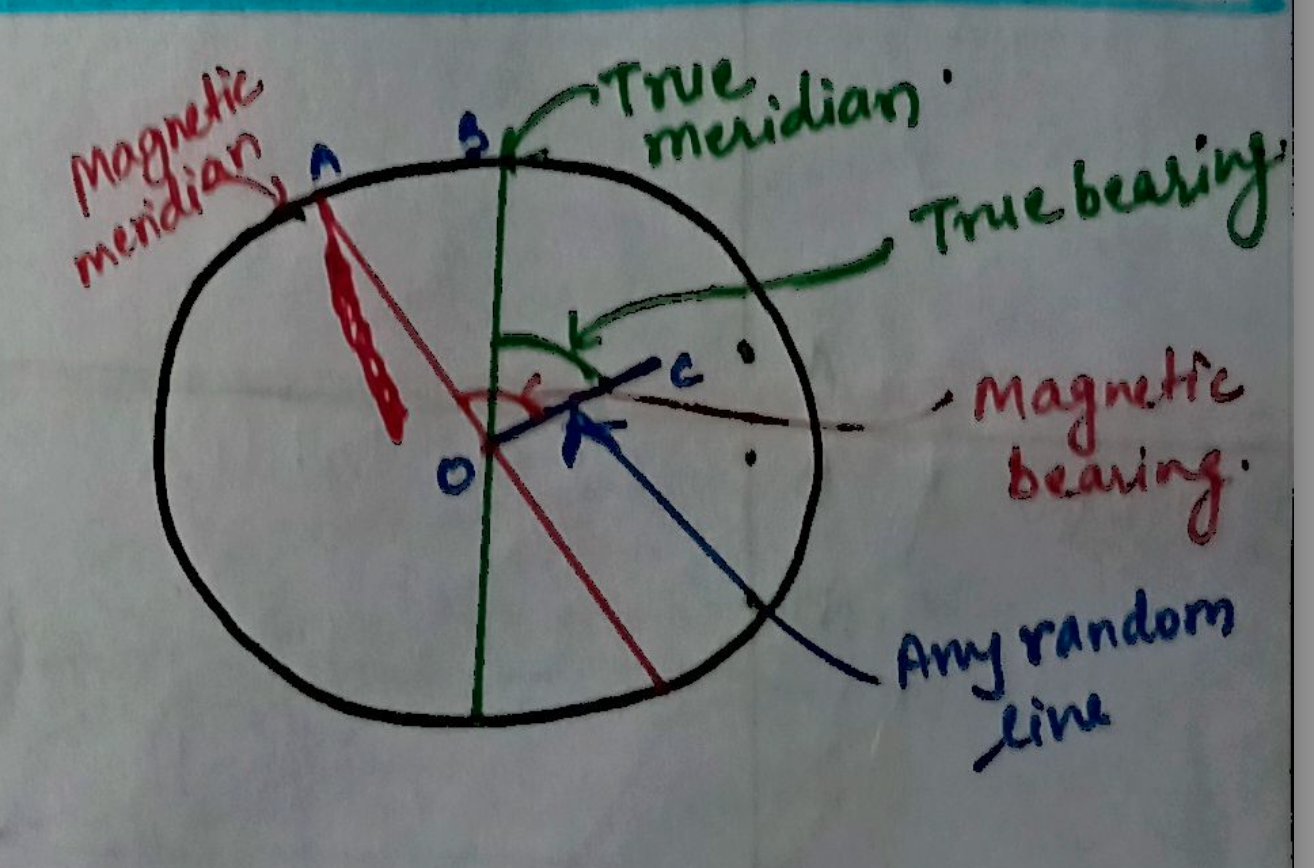 Magnetic
meridian
A
B
True
meridian
True bearing
C
O
Magnetic
bearing.
Any random
line